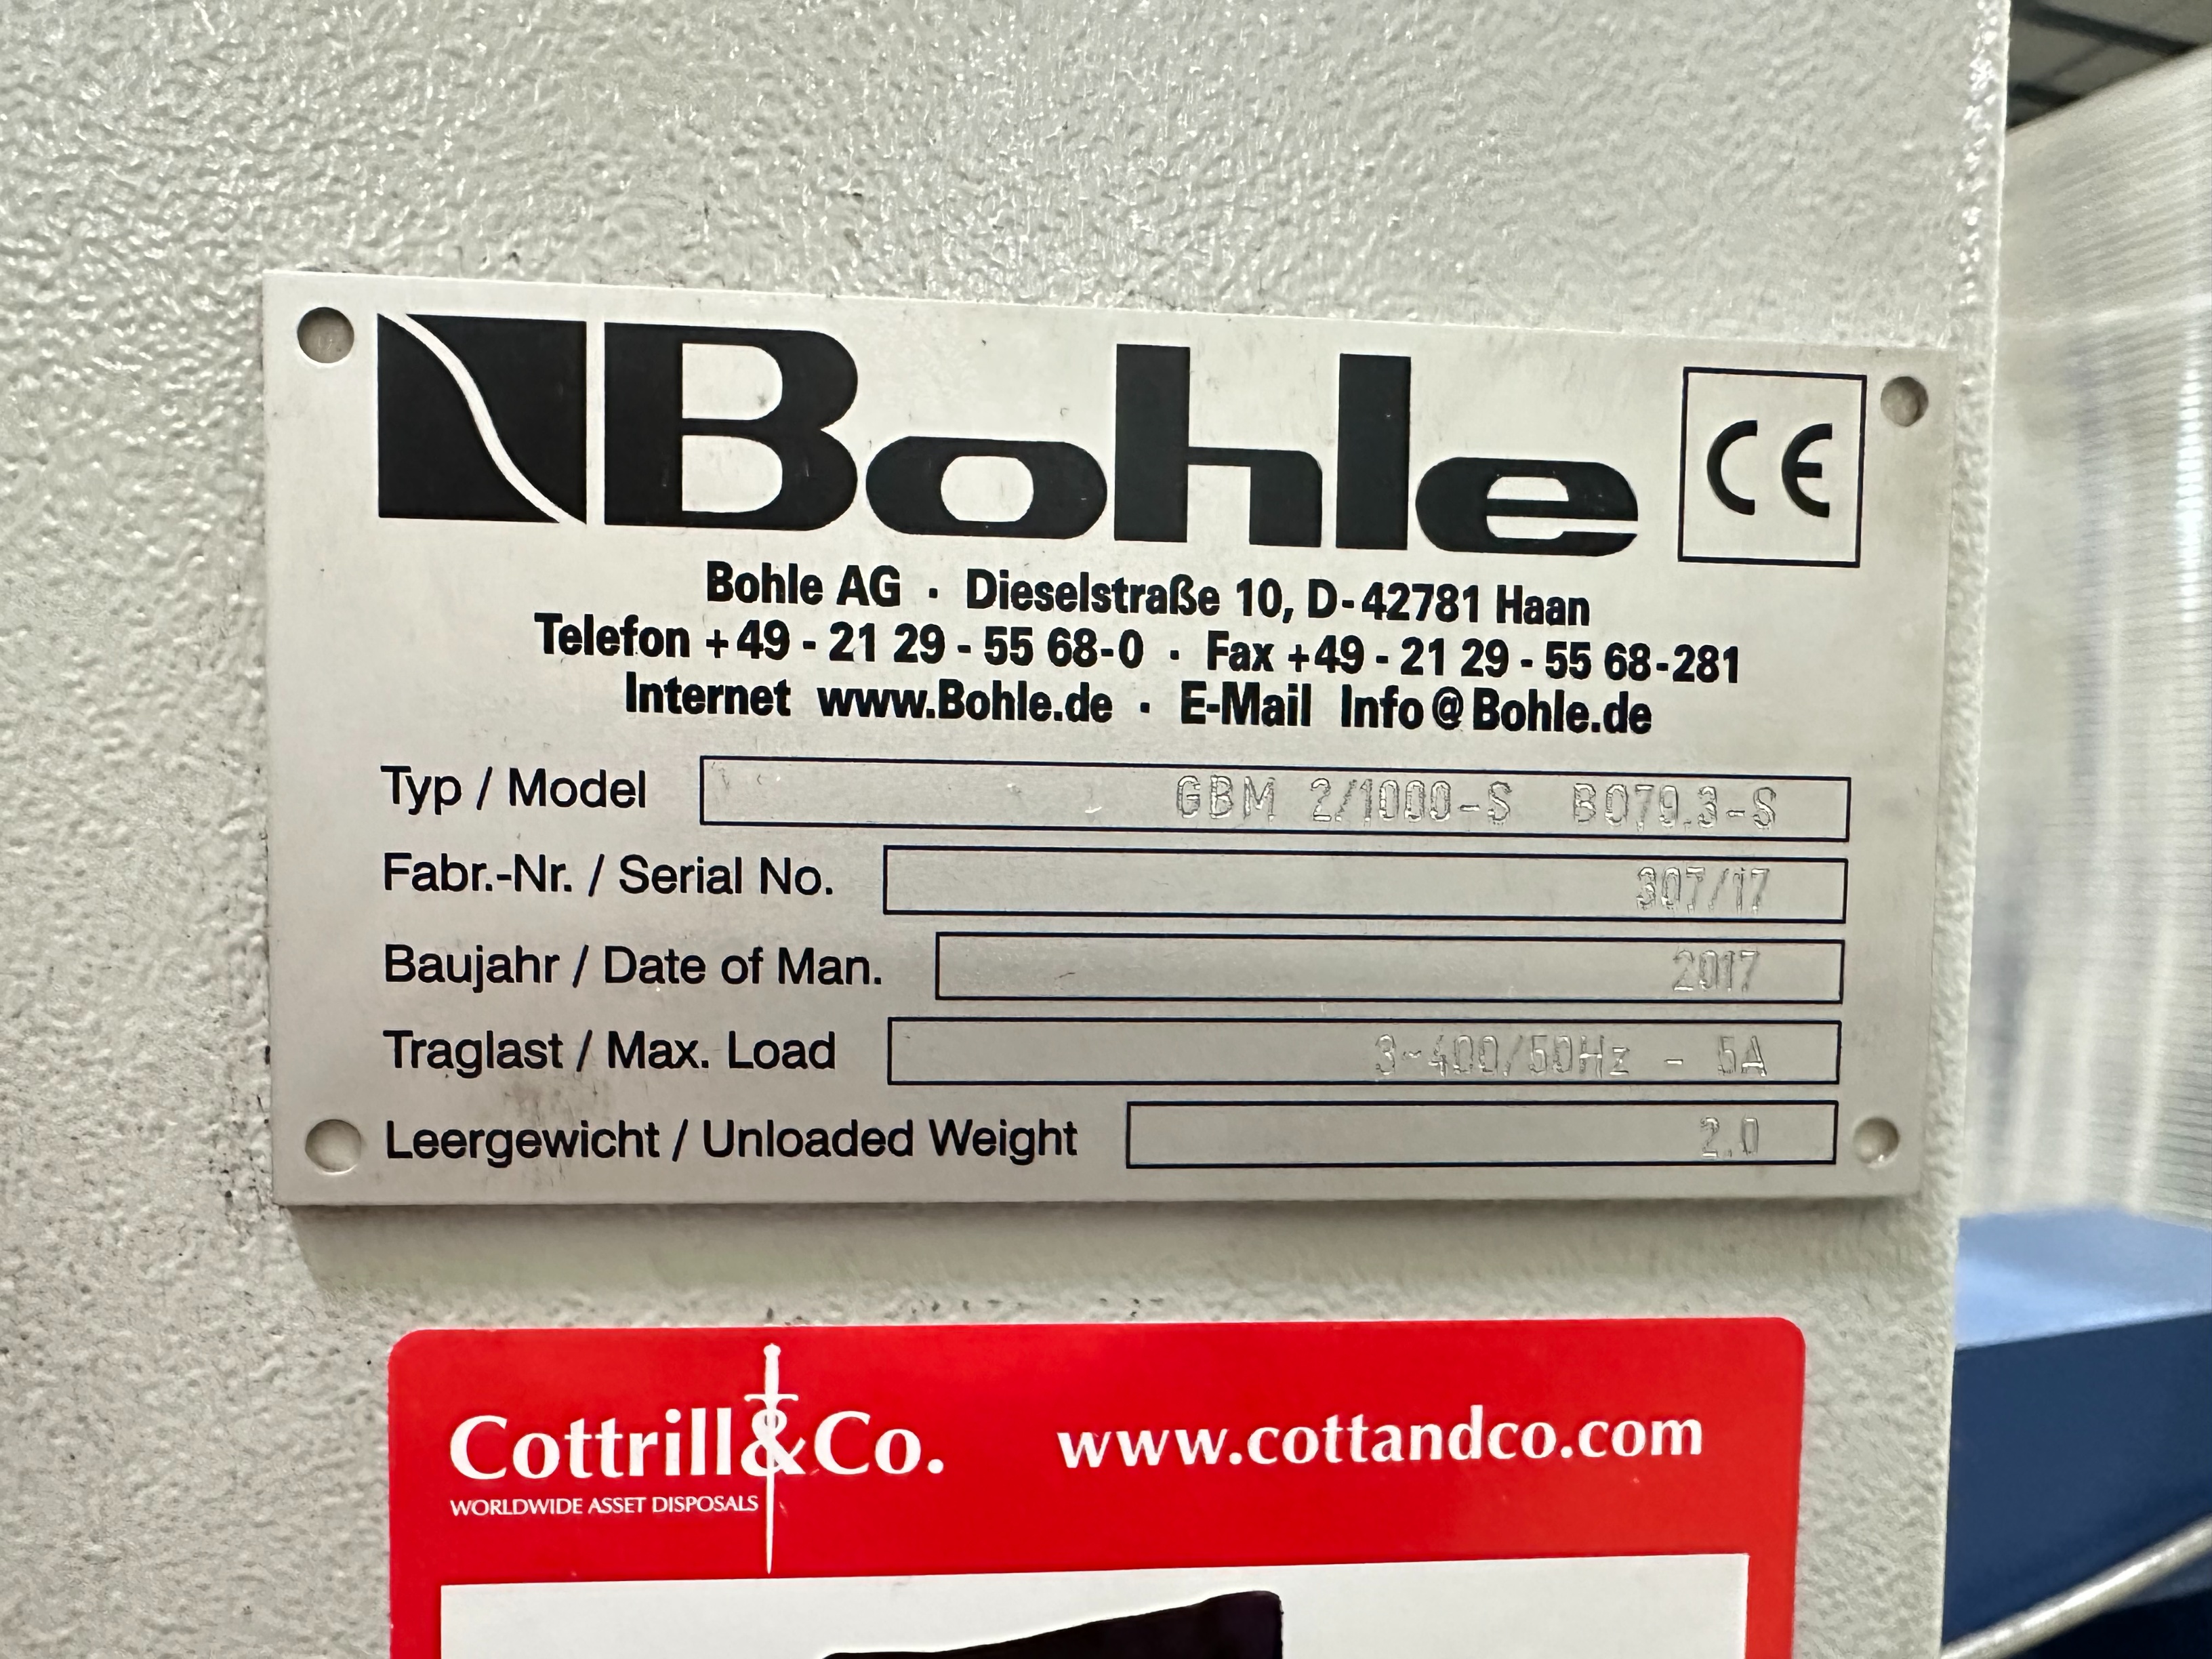 Bohle CE
Bohle AG · Dieselstraße 10, D-42781 Haan
Telefon +49 - 21 29 - 55 68-0 · Fax +49 - 21 29 - 55 68-281
Internet www.Bohle.de · E-Mail Info@Bohle.de
Typ / Model GBM 2/1000-S BO79.3-S
Fabr.-Nr. / Serial No. 307/17
Baujahr / Date of Man. 2017
Traglast / Max. Load 3~400/50Hz - 5A
Leergewicht / Unloaded Weight 2.0
Cottrill&Co. www.cottandco.com
WORLDWIDE ASSET DISPOSALS